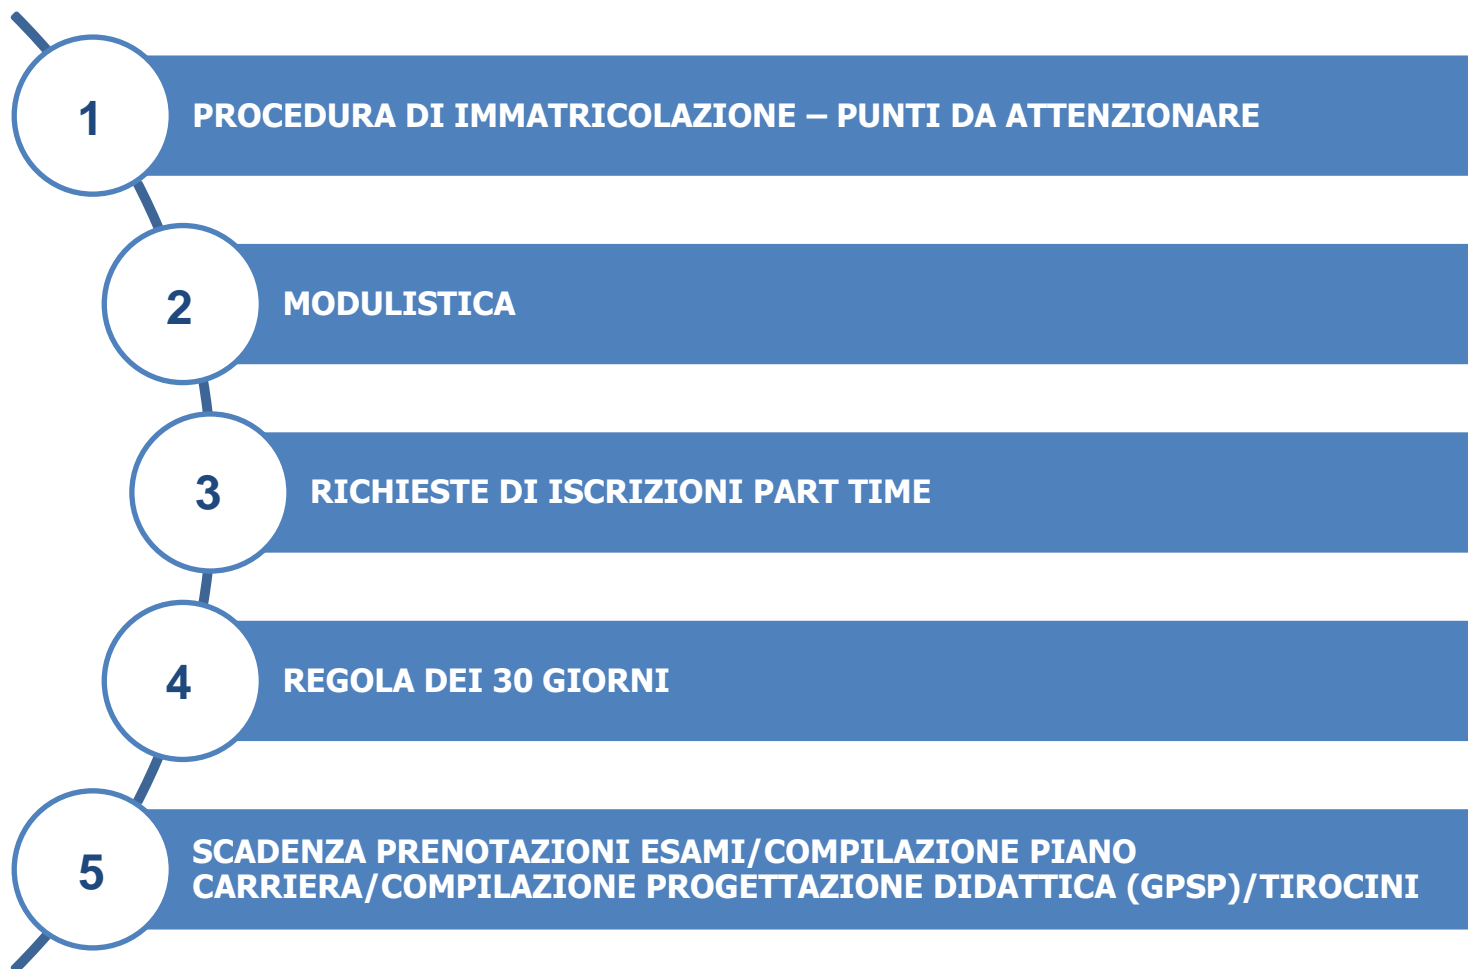 1
PROCEDURA DI IMMATRICOLAZIONE – PUNTI DA ATTENZIONARE
2
MODULISTICA
3
RICHIESTE DI ISCRIZIONI PART TIME
4
REGOLA DEI 30 GIORNI
5
SCADENZA PRENOTAZIONI ESAMI/COMPILAZIONE PIANO
CARRIERA/COMPILAZIONE PROGETTAZIONE DIDATTICA (GPSP)/TIROCINI